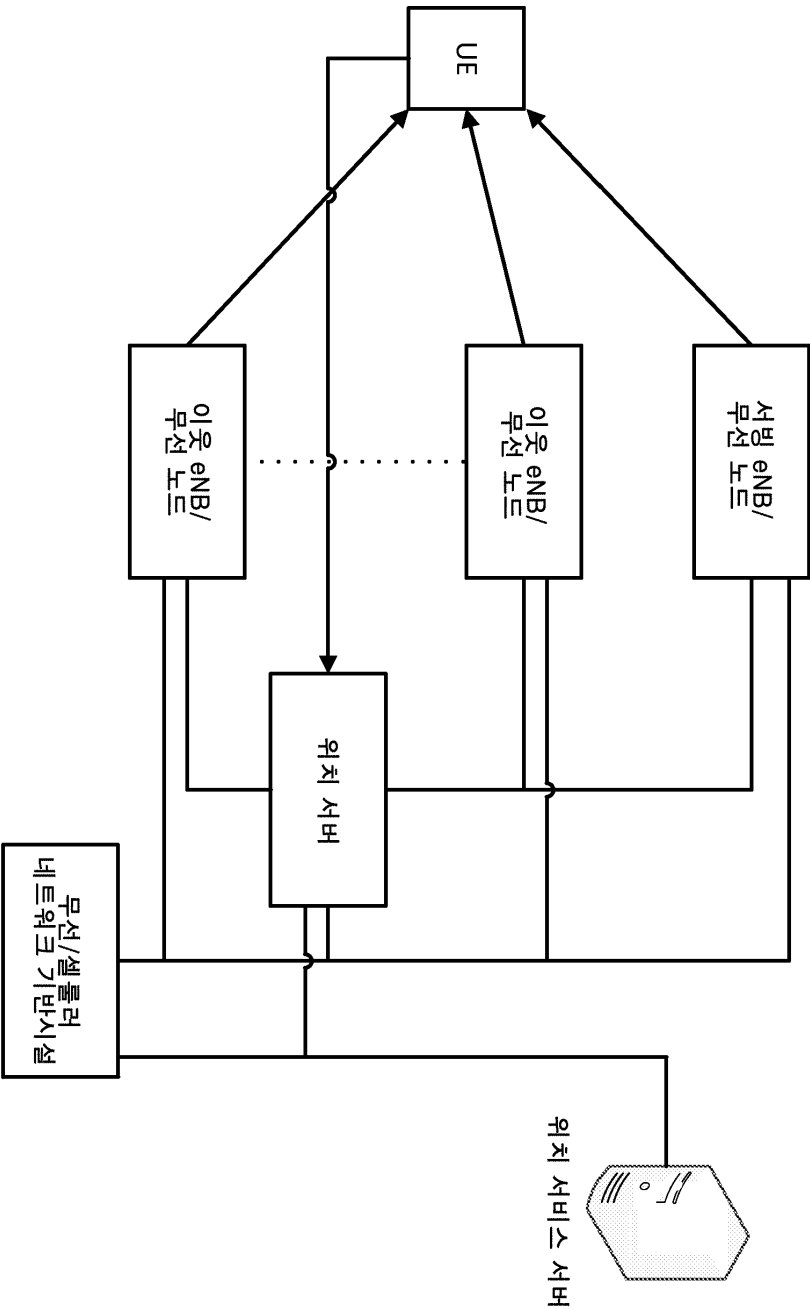 UE
서빙 eNB/
무선 노드
이웃 eNB/
무선 노드
이웃 eNB/
무선 노드
위치 서버
무선/셀룰러
네트워크 기반시설
위치 서비스 서버